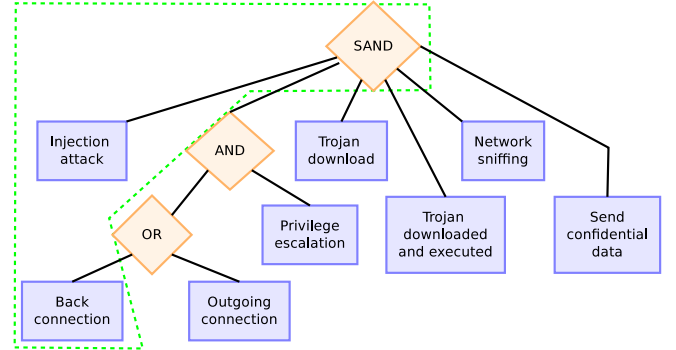 SAND
Injection
attack
AND
Trojan
download
Network
sniffing
OR
Privilege
escalation
Trojan
downloaded
and executed
Send
confidential
data
Back
connection
Outgoing
connection